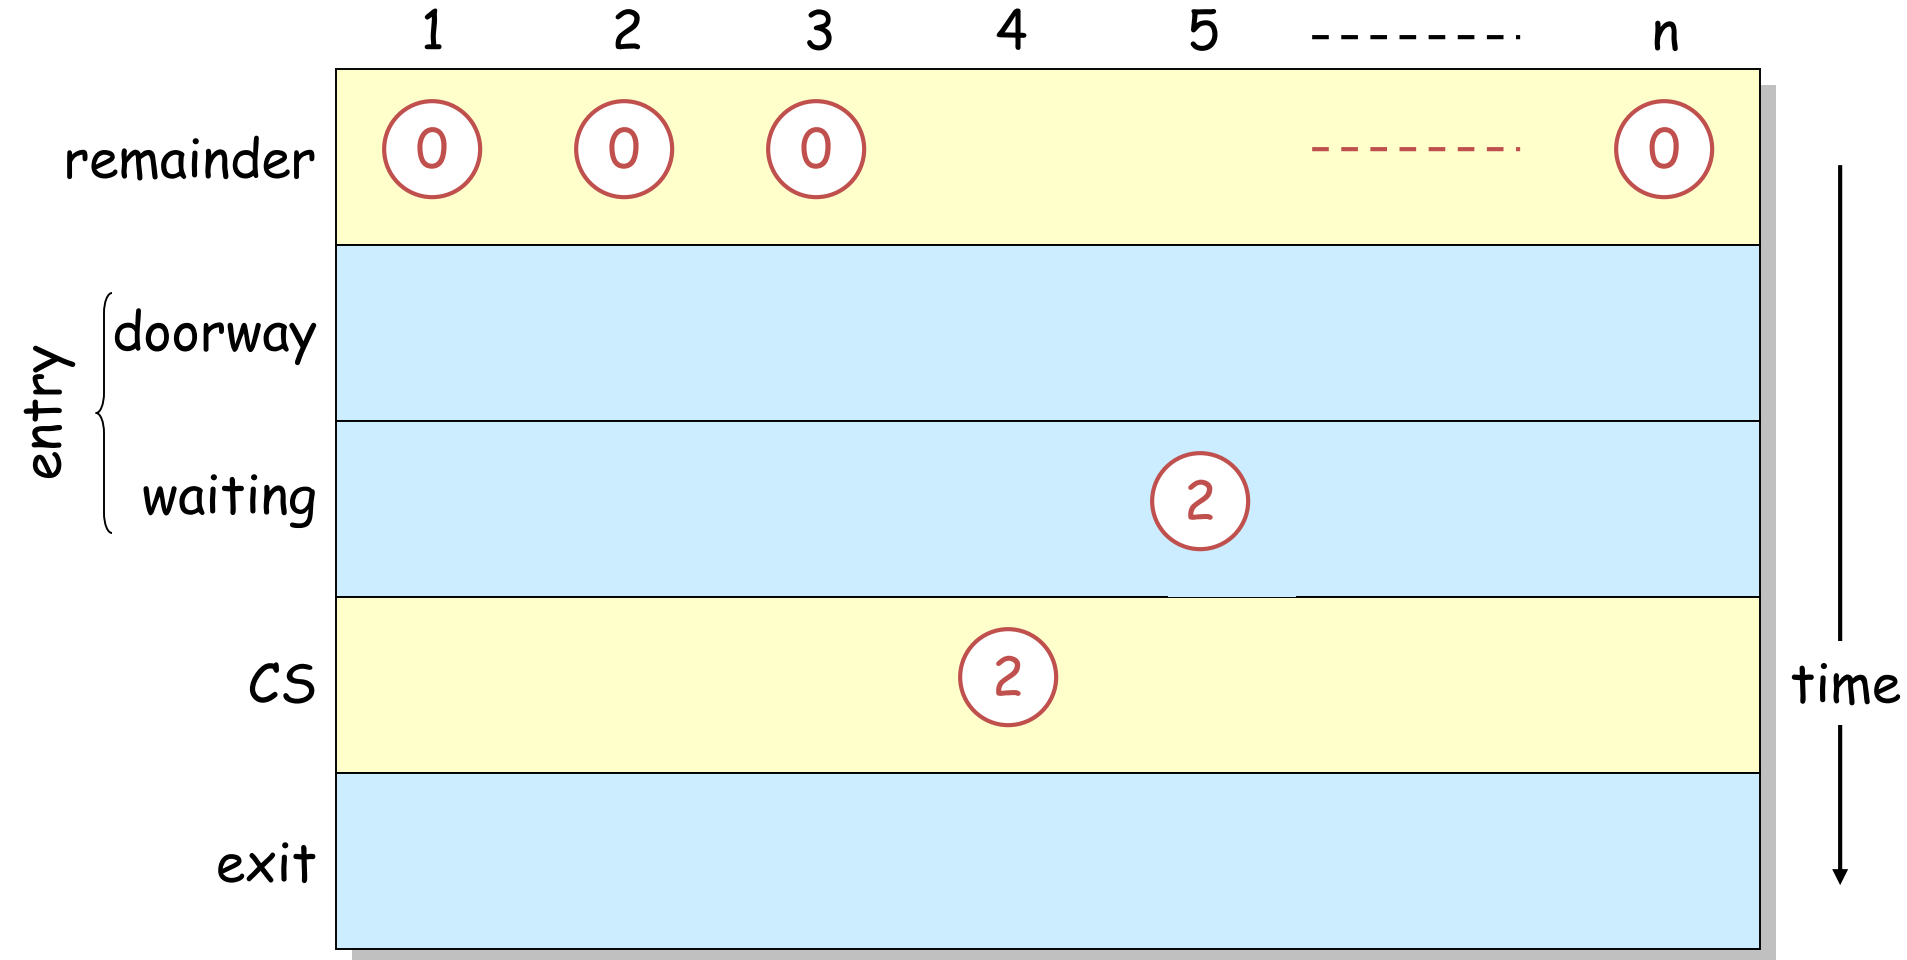 1 2 3 4 5 n
remainder 0 0 0 0
entry
doorway
waiting 2
CS 2
time
exit